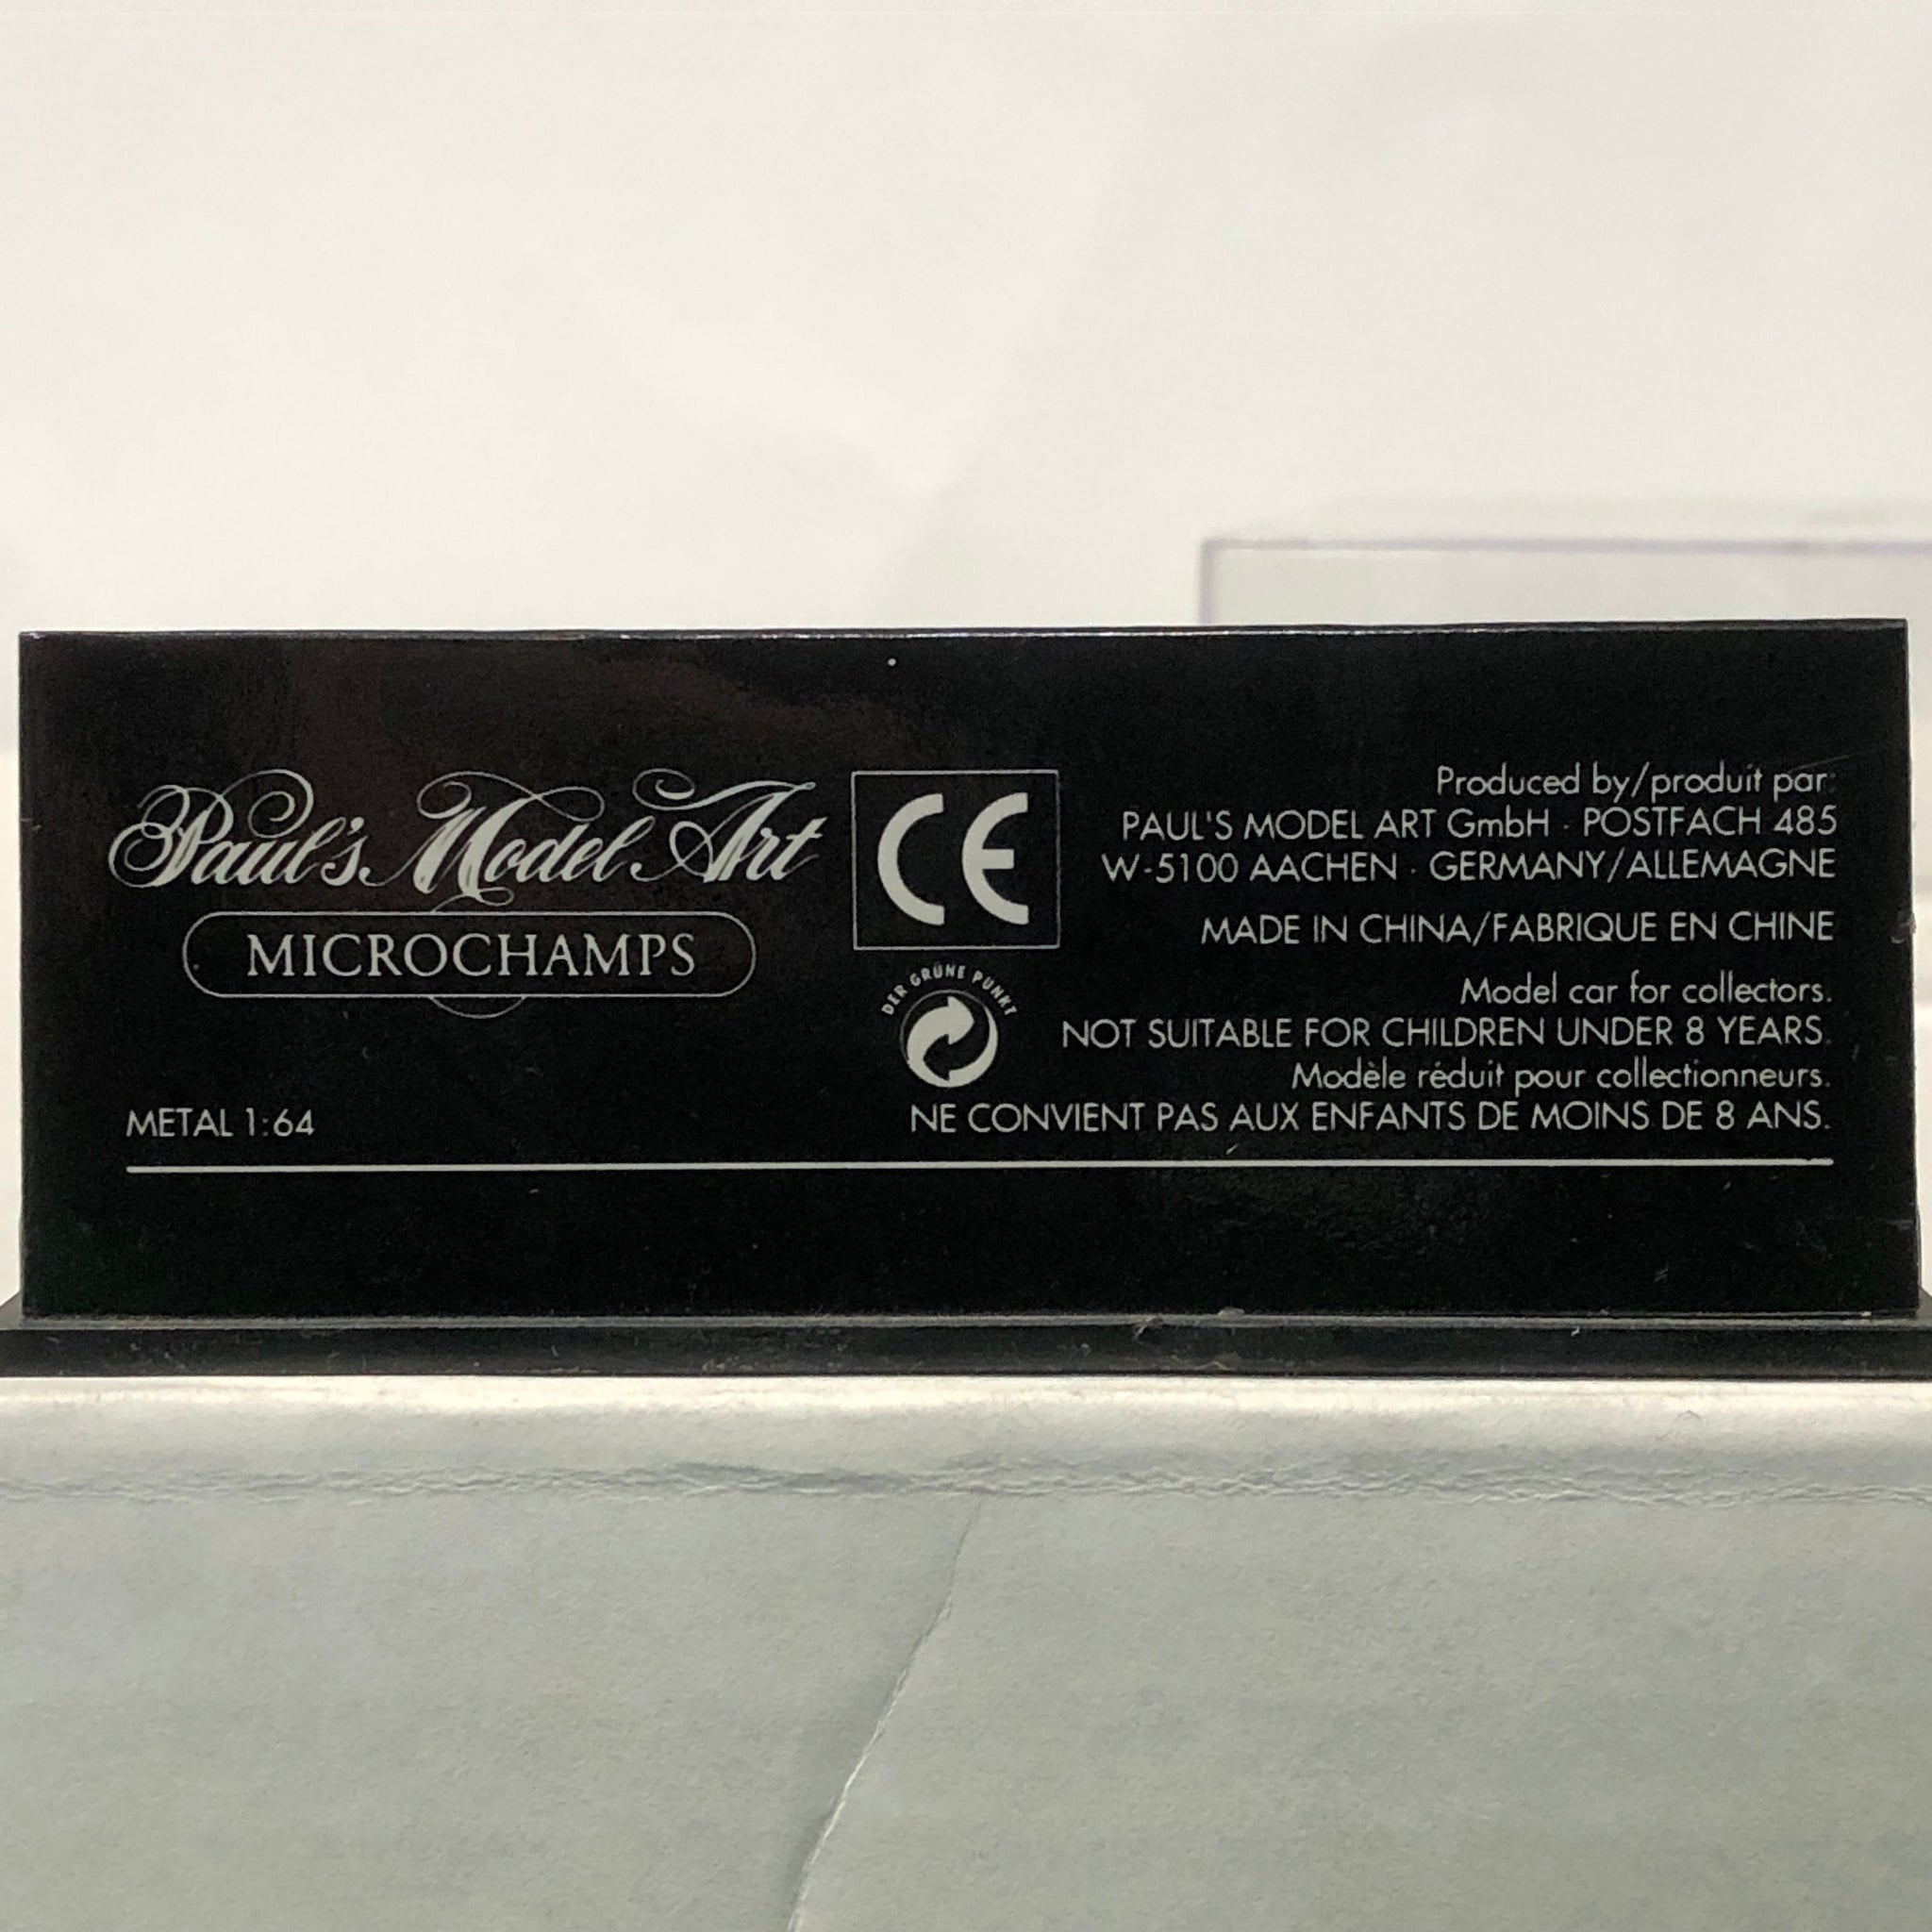 Paul's Model Art
MICROCHAMPS
METAL 1:64
CE
DER GRÜNE PUNKT
Produced by/produit par:
PAUL'S MODEL ART GmbH · POSTFACH 485
W-5100 AACHEN · GERMANY/ALLEMAGNE
MADE IN CHINA/FABRIQUE EN CHINE
Model car for collectors.
NOT SUITABLE FOR CHILDREN UNDER 8 YEARS.
Modèle réduit pour collectionneurs.
NE CONVIENT PAS AUX ENFANTS DE MOINS DE 8 ANS.